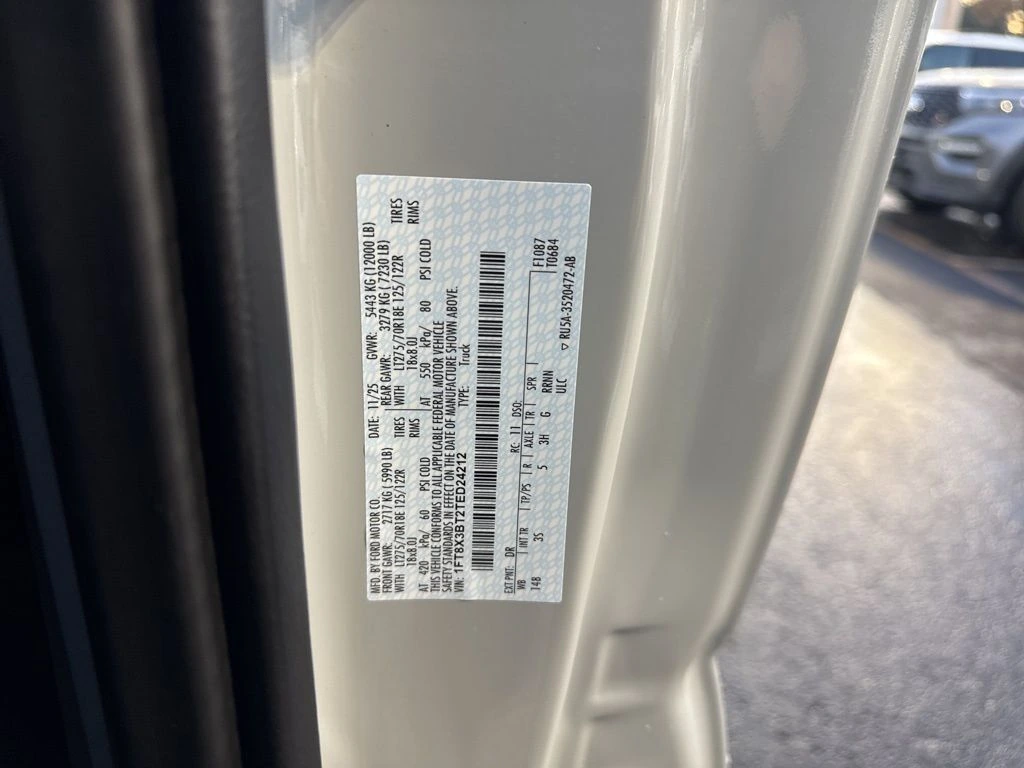 MFD. BY FORD MOTOR CO. DATE: 11/25 GVWR: 5443 KG (12000 LB)
FRONT GAWR: 2717 KG ( 5990 LB) REAR GAWR: 3279 KG ( 7230 LB)
WITH LT275/70R18E 125/122R TIRES WITH LT275/70R18E 125/122R TIRES
18x8.0J RIMS 18x8.0J RIMS
AT 420 kPa/ 60 PSI COLD AT 550 kPa/ 80 PSI COLD
THIS VEHICLE CONFORMS TO ALL APPLICABLE FEDERAL MOTOR VEHICLE
SAFETY STANDARDS IN EFFECT ON THE DATE OF MANUFACTURE SHOWN ABOVE.
VIN: 1FT8X3BT2TED24212 TYPE: Truck
EXT PNT: DR RC: 11 DSO: F1087
WB INT TR TP/PS R AXLE TR SPR T0684
148 3S 5 3H G RRNN
ULC ▽ RU5A-3520472-AB